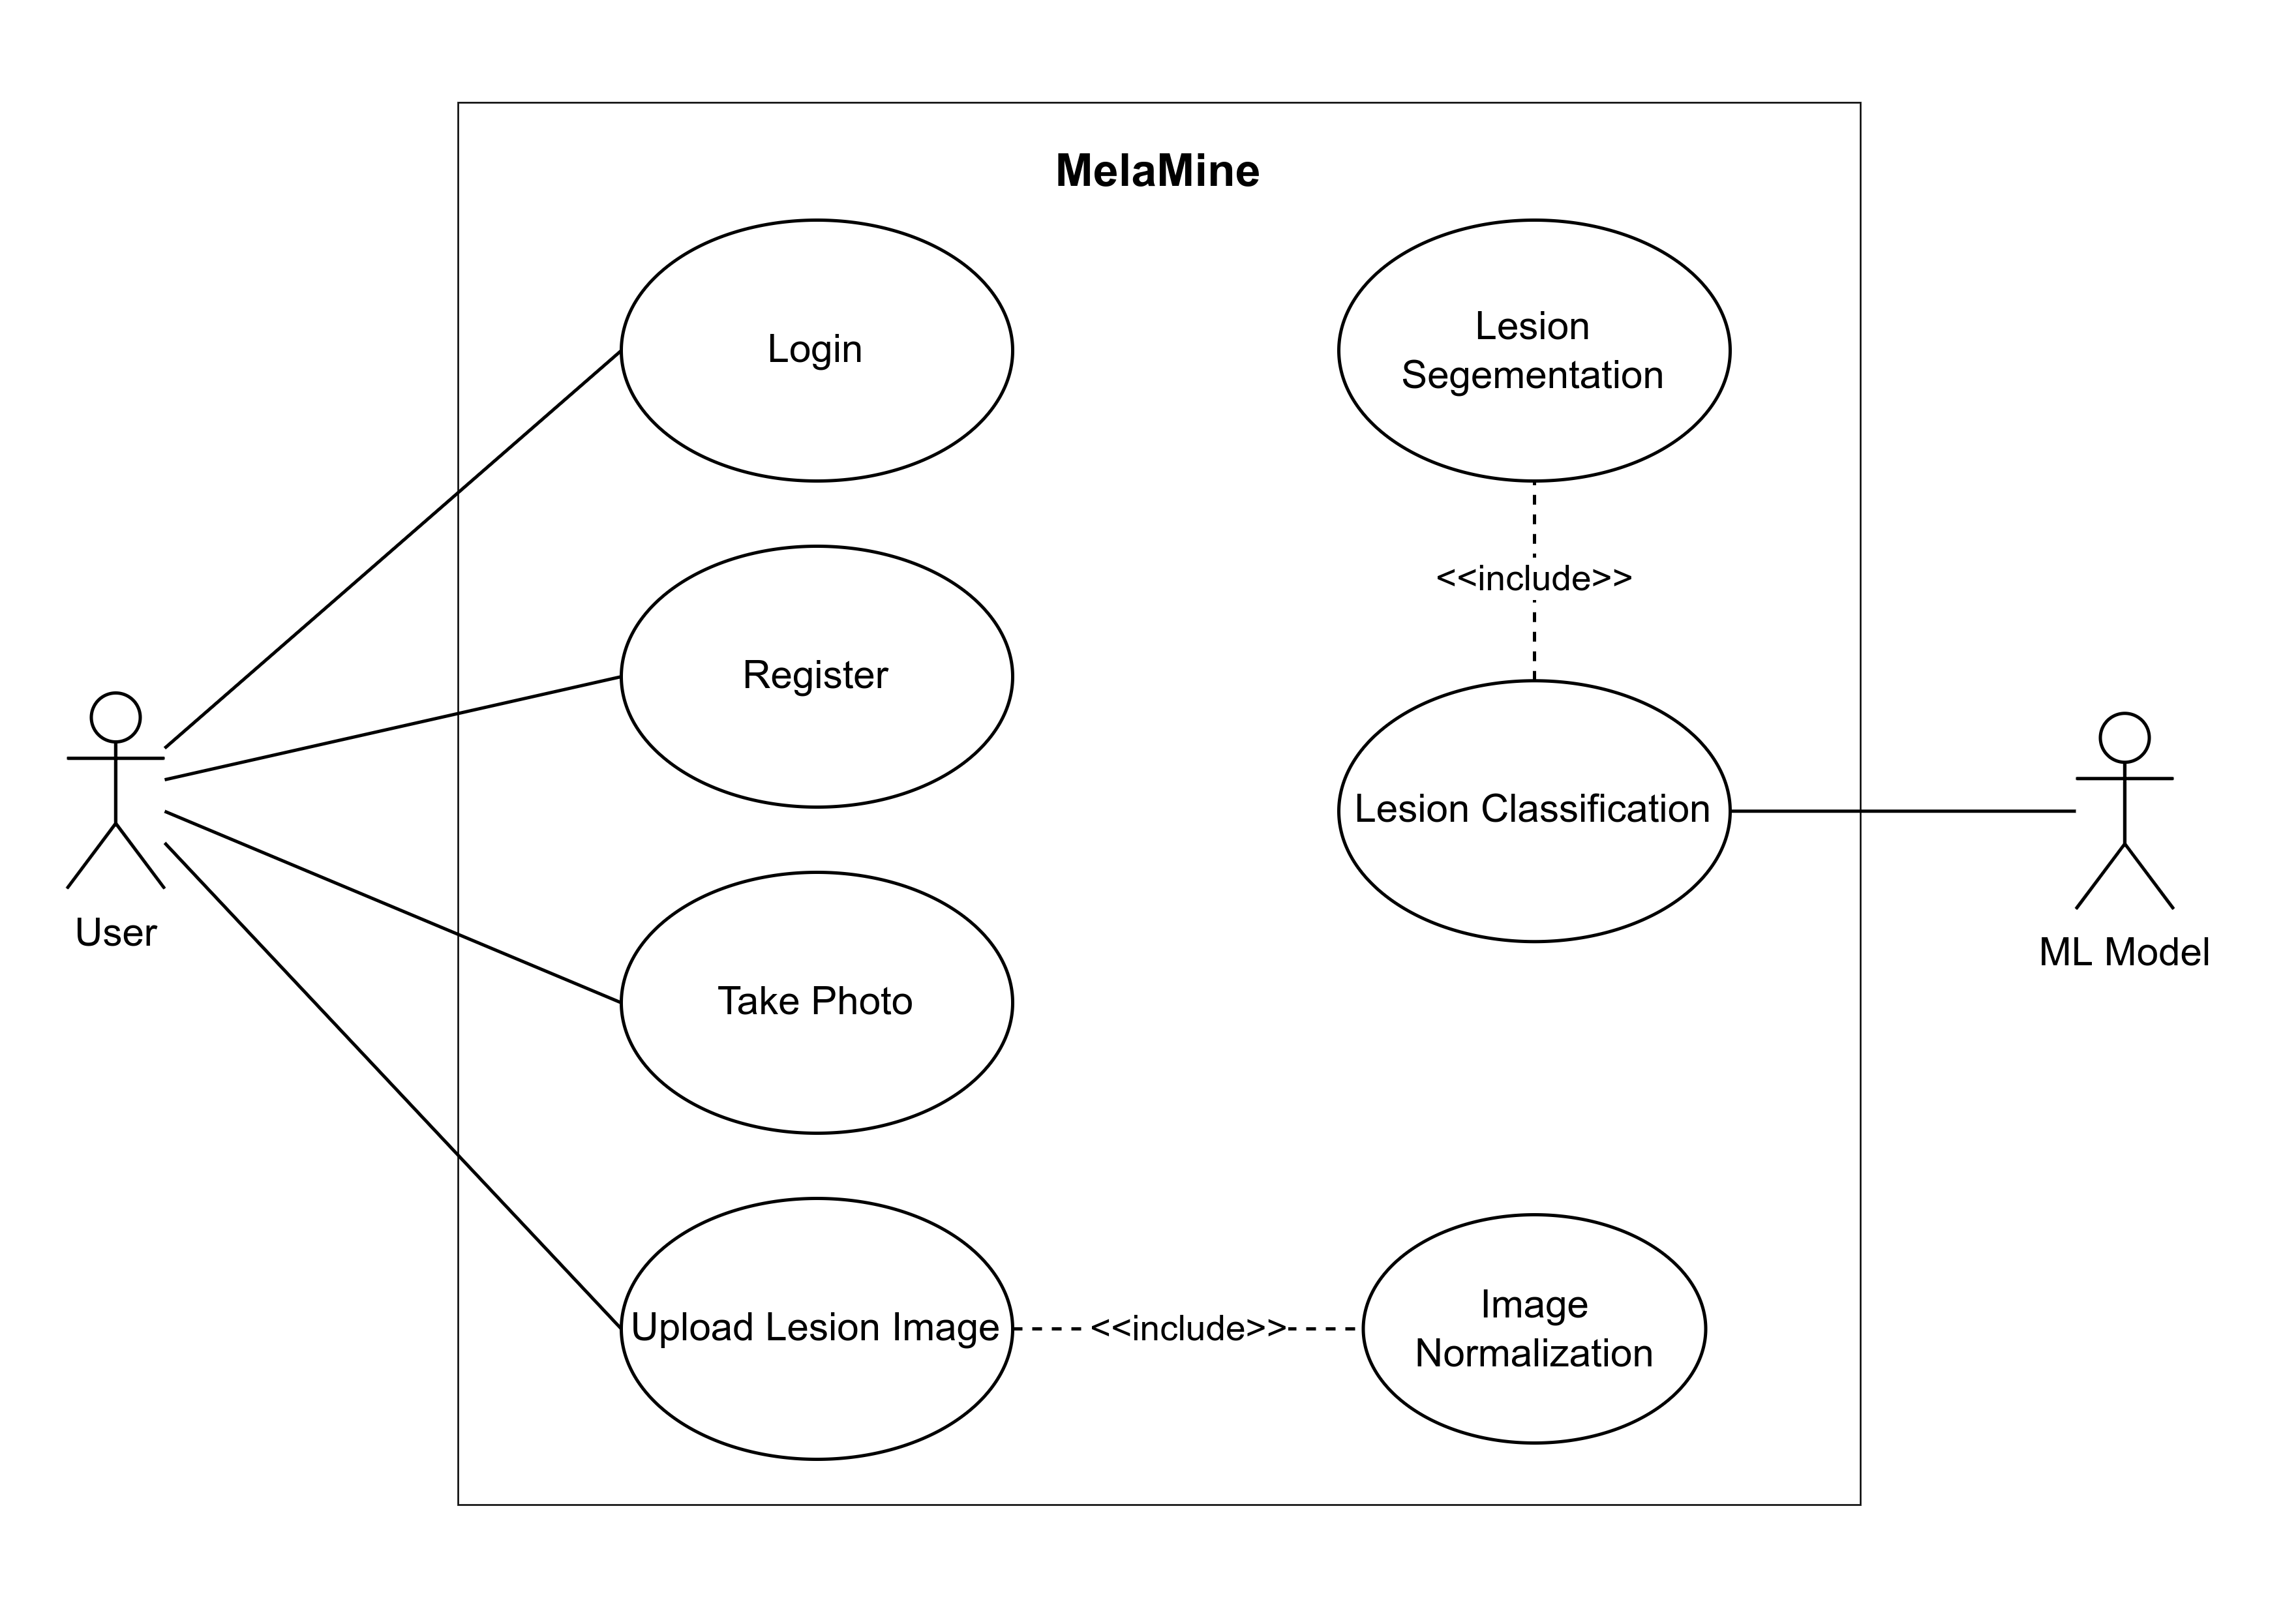 MelaMine
Login
Lesion
Segementation
<<include>>
Register
Lesion Classification
User
ML Model
Take Photo
Upload Lesion Image
<<include>>
Image
Normalization